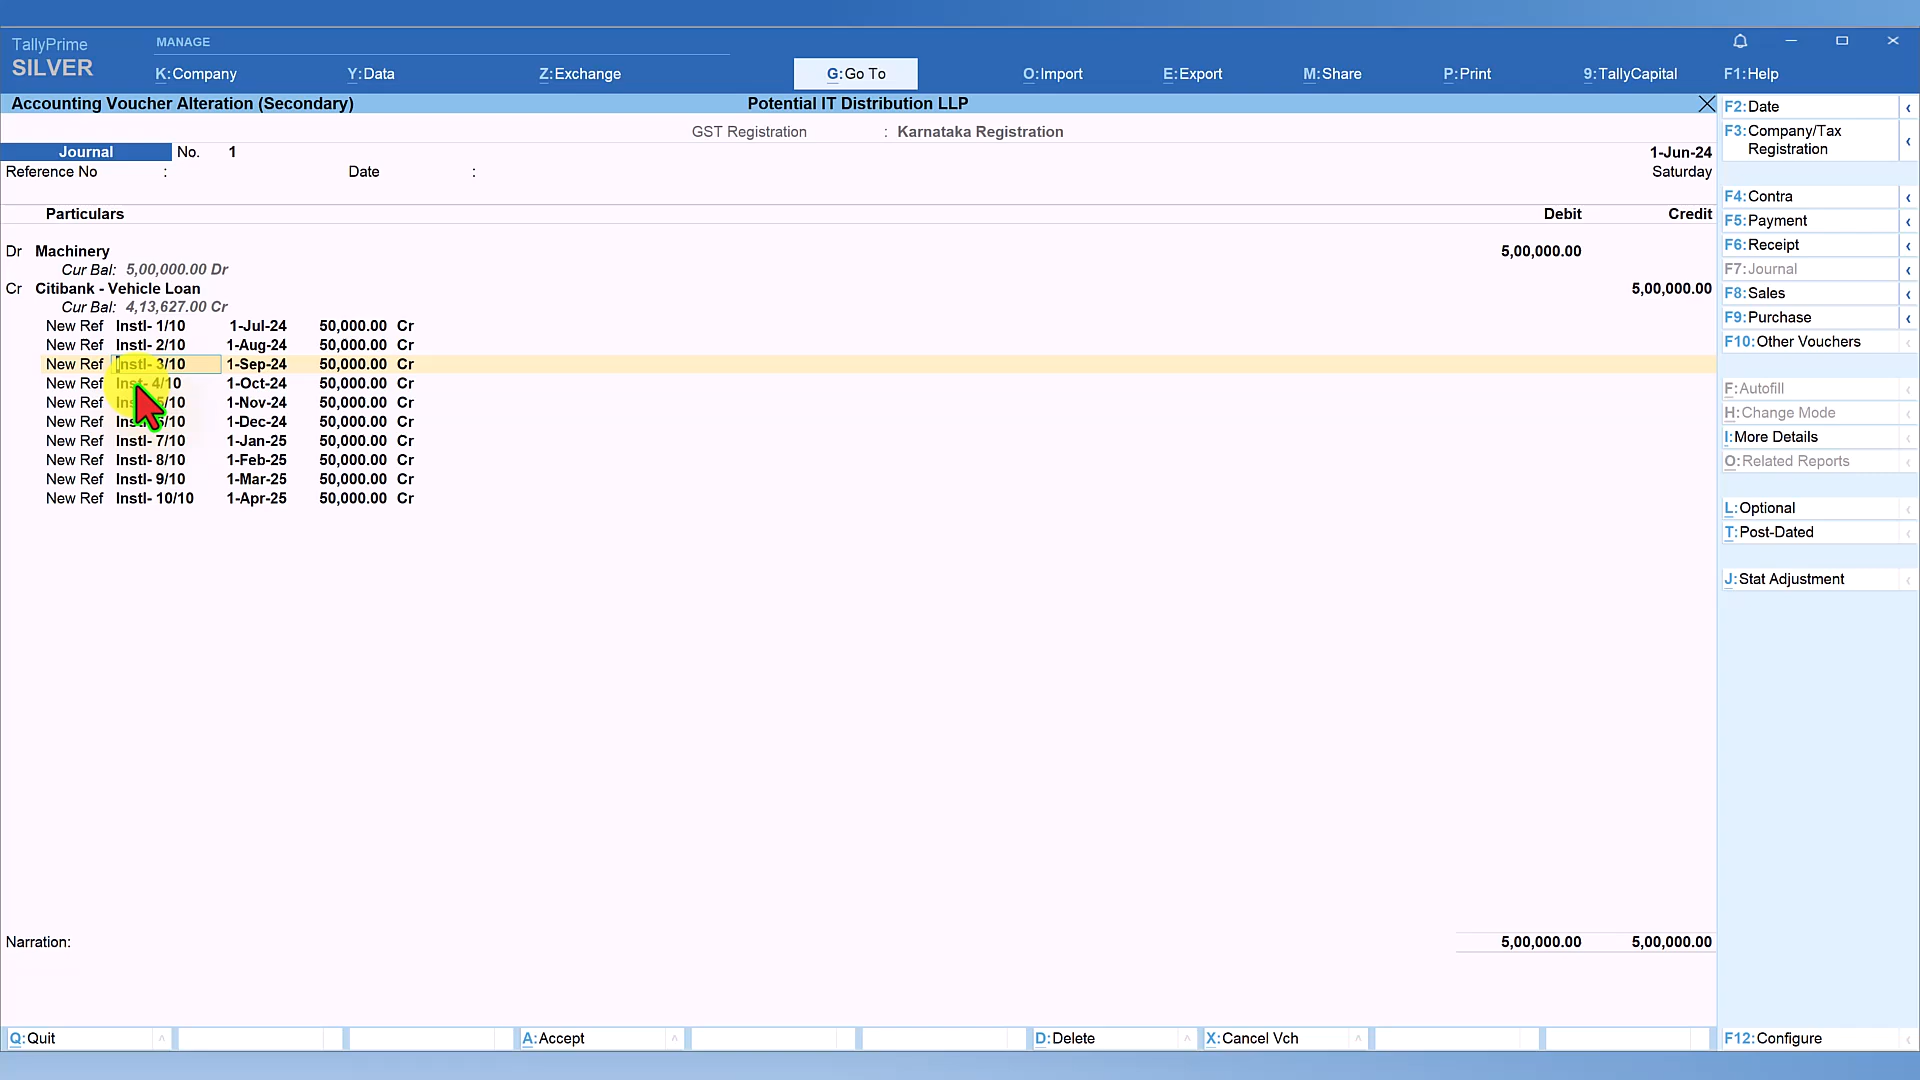 TallyPrime
SILVER
MANAGE
K:Company
Y:Data
Z:Exchange
G:Go To
O:Import
E:Export
M:Share
P:Print
9:TallyCapital
F1:Help
Accounting Voucher Alteration (Secondary)
Potential IT Distribution LLP
GST Registration : Karnataka Registration
Journal No. 1
1-Jun-24
Reference No : Date :
Saturday
Particulars Debit Credit
Dr Machinery 5,00,000.00
Cur Bal: 5,00,000.00 Dr
Cr Citibank - Vehicle Loan 5,00,000.00
Cur Bal: 4,13,627.00 Cr
New Ref Instl- 1/10 1-Jul-24 50,000.00 Cr
New Ref Instl- 2/10 1-Aug-24 50,000.00 Cr
New Ref Instl- 3/10 1-Sep-24 50,000.00 Cr
New Ref Inst- 4/10 1-Oct-24 50,000.00 Cr
New Ref /10 1-Nov-24 50,000.00 Cr
New Ref /10 1-Dec-24 50,000.00 Cr
New Ref Instl- 7/10 1-Jan-25 50,000.00 Cr
New Ref Instl- 8/10 1-Feb-25 50,000.00 Cr
New Ref Instl- 9/10 1-Mar-25 50,000.00 Cr
New Ref Instl- 10/10 1-Apr-25 50,000.00 Cr
Narration: 5,00,000.00 5,00,000.00
F2:Date
F3:Company/Tax
Registration
F4:Contra
F5:Payment
F6:Receipt
F7:Journal
F8:Sales
F9:Purchase
F10:Other Vouchers
F:Autofill
H:Change Mode
I:More Details
O:Related Reports
L:Optional
T:Post-Dated
J:Stat Adjustment
Q:Quit
A:Accept
D:Delete
X:Cancel Vch
F12:Configure